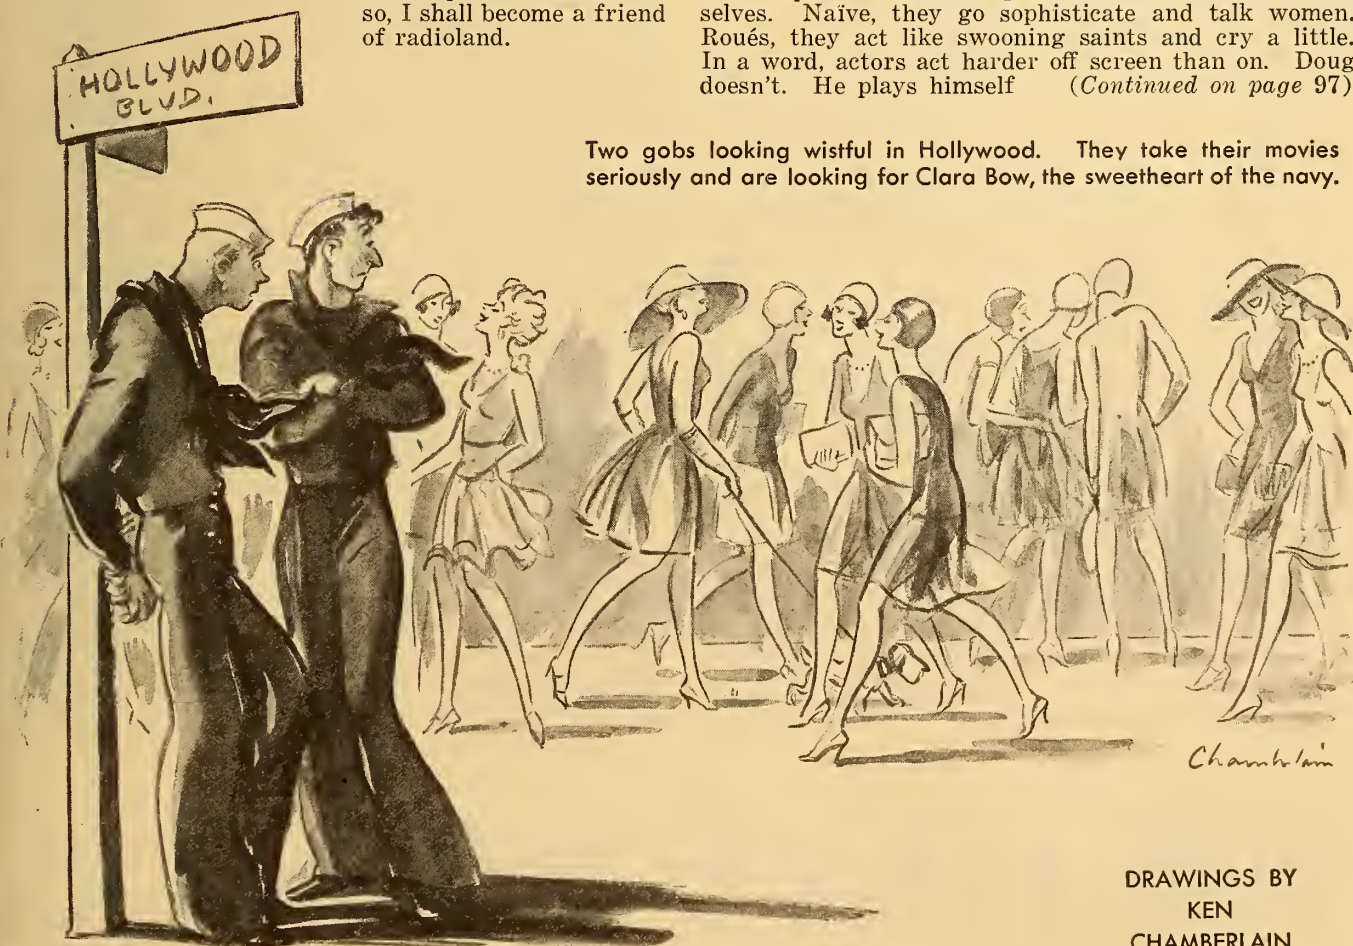 so, I shall become a friend
of radioland.
selves. Naïve, they go sophisticate and talk women.
Roués, they act like swooning saints and cry a little.
In a word, actors act harder off screen than on. Doug
doesn't. He plays himself (Continued on page 97)
Two gobs looking wistful in Hollywood. They take their movies
seriously and are looking for Clara Bow, the sweetheart of the navy.
HOLLYWOOD
BLVD.
Chamberlain
DRAWINGS BY
KEN
CHAMBERLAIN